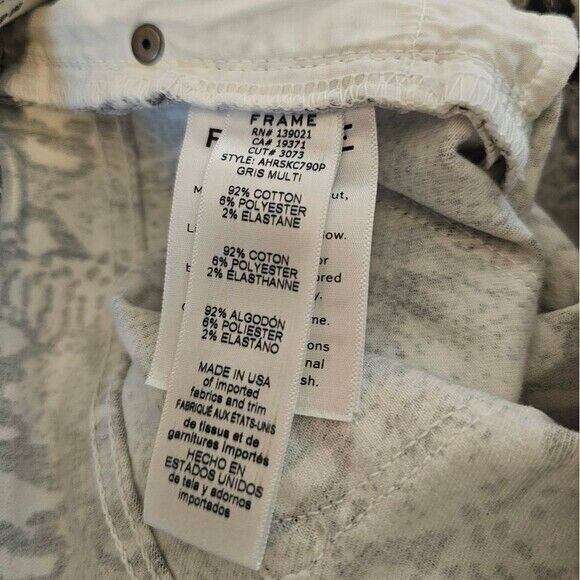 FRAME
RN# 139021
CA# 19371
CUT# 3073
STYLE: AHRSKC790P
GRIS MULTI
92% COTTON
6% POLYESTER
2% ELASTANE
92% COTON
6% POLYESTER
2% ÉLASTHANNE
92% ALGODÓN
6% POLIESTER
2% ELASTANO
MADE IN USA
of imported
fabrics and trim
FABRIQUÉ AUX ÉTATS-UNIS
de tissus et de
garnitures importés
HECHO EN
ESTADOS UNIDOS
de tela y adornos
importados